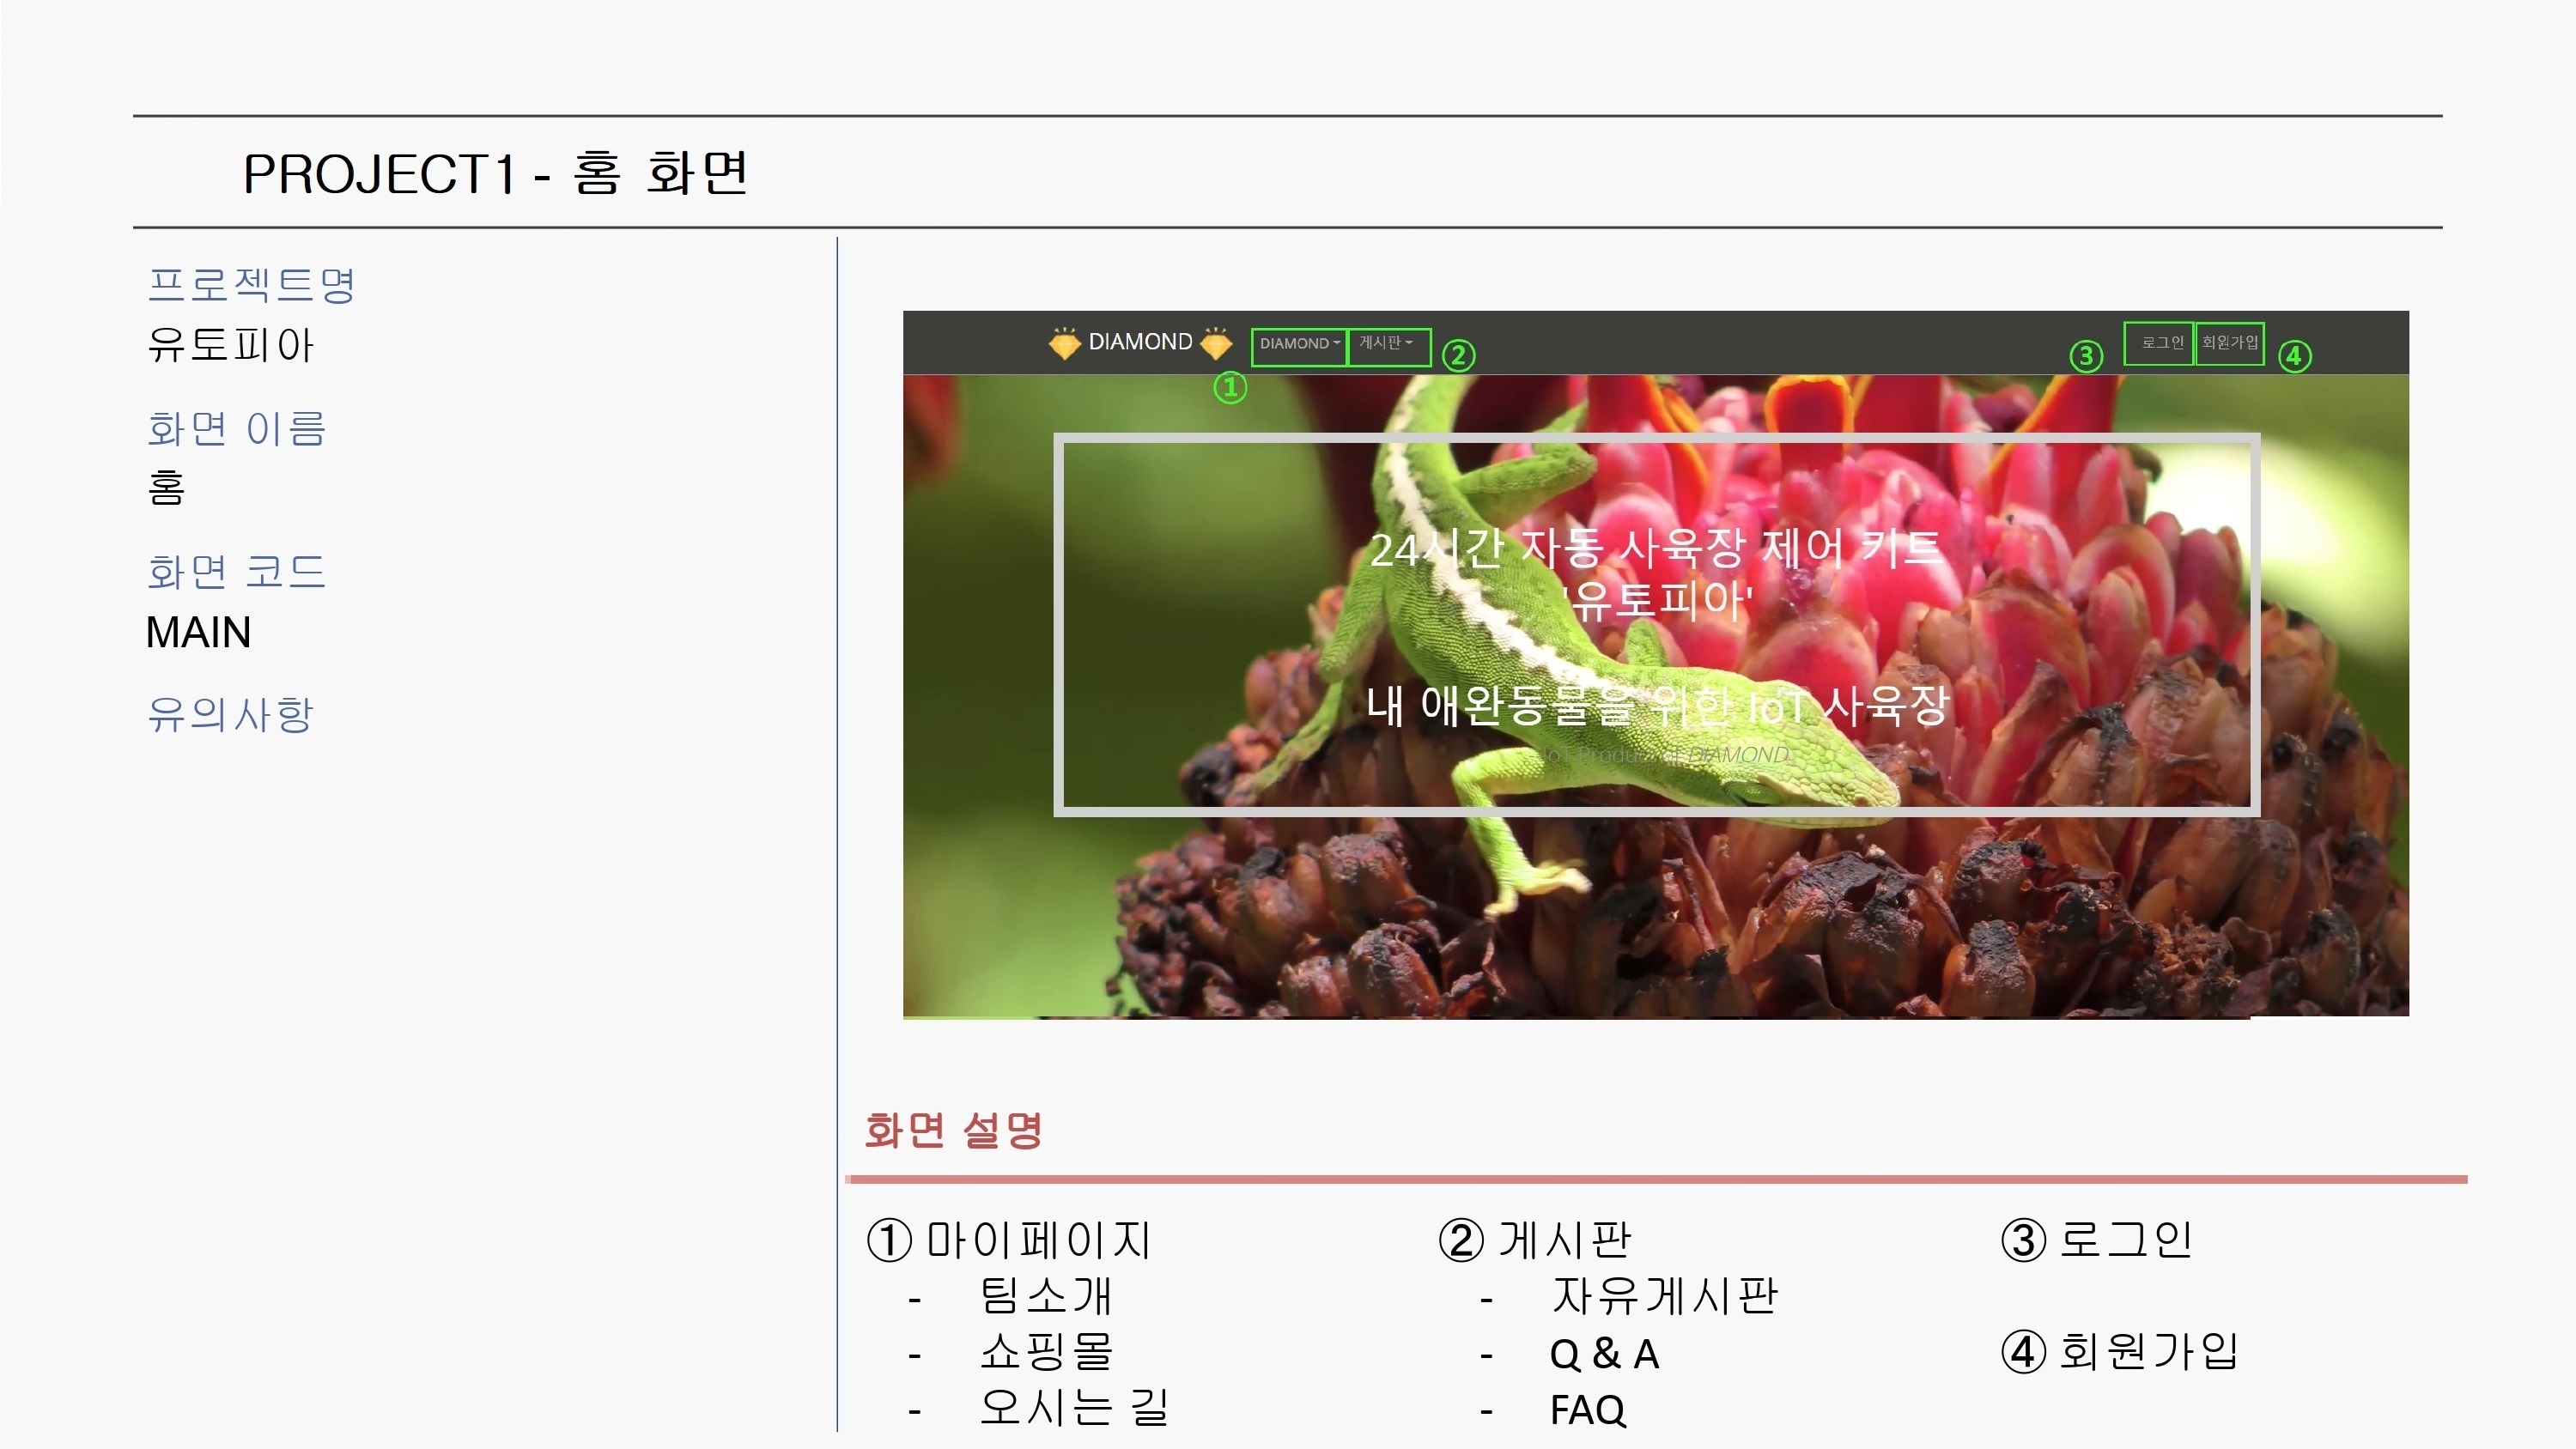 PROJECT1 - 홈 화면
프로젝트명
유토피아
화면 이름
홈
화면 코드
MAIN
유의사항
DIAMOND DIAMOND 게시판 ② ③ 로그인 회원가입 ④
①
24시간 자동 사육장 제어 키트
'유토피아'
내 애완동물을 위한 IoT 사육장
IoT Product of DIAMOND
화면 설명
① 마이페이지
- 팀소개
- 쇼핑몰
- 오시는 길
② 게시판
- 자유게시판
- Q & A
- FAQ
③ 로그인
④ 회원가입